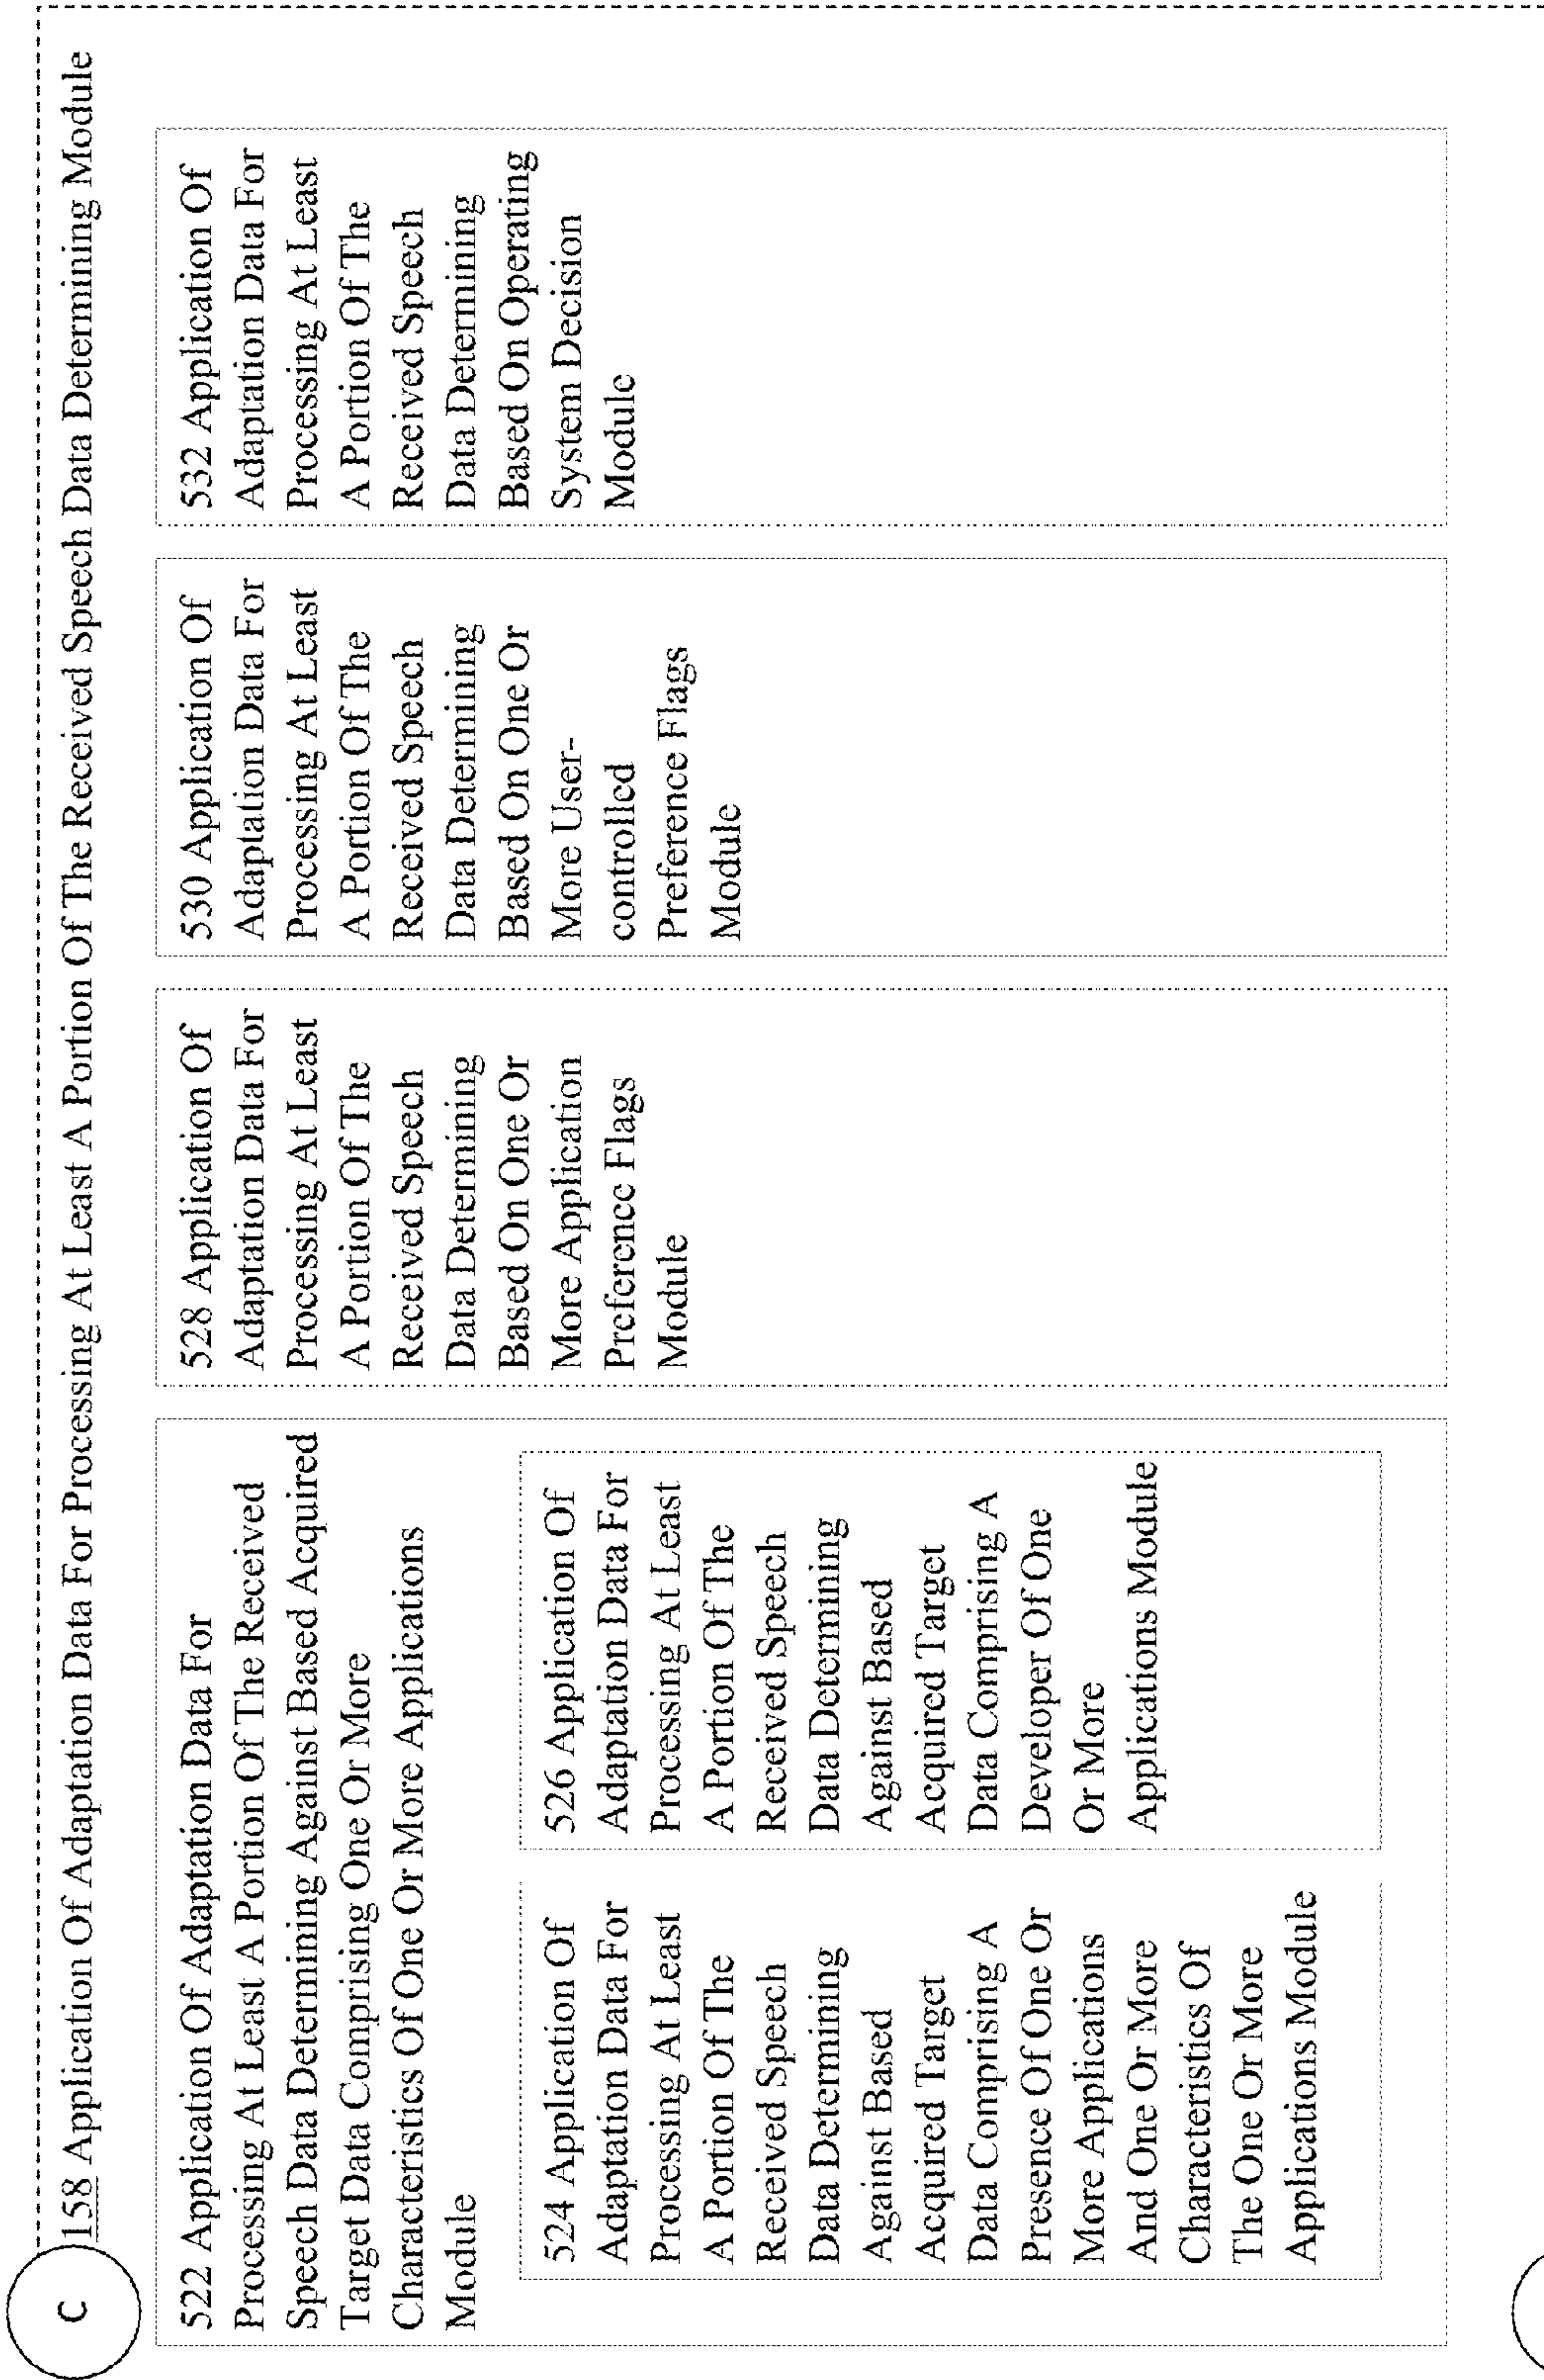 C
158 Application Of Adaptation Data For Processing At Least A Portion Of The Received Speech Data Determining Module
522 Application Of Adaptation Data For
Processing At Least A Portion Of The Received
Speech Data Determining Against Based Acquired
Target Data Comprising One Or More
Characteristics Of One Or More Applications
Module
524 Application Of
Adaptation Data For
Processing At Least
A Portion Of The
Received Speech
Data Determining
Against Based
Acquired Target
Data Comprising A
Presence Of One Or
More Applications
And One Or More
Characteristics Of
The One Or More
Applications Module
526 Application Of
Adaptation Data For
Processing At Least
A Portion Of The
Received Speech
Data Determining
Against Based
Acquired Target
Data Comprising A
Developer Of One
Or More
Applications Module
528 Application Of
Adaptation Data For
Processing At Least
A Portion Of The
Received Speech
Data Determining
Based On One Or
More Application
Preference Flags
Module
530 Application Of
Adaptation Data For
Processing At Least
A Portion Of The
Received Speech
Data Determining
Based On One Or
More User-
controlled
Preference Flags
Module
532 Application Of
Adaptation Data For
Processing At Least
A Portion Of The
Received Speech
Data Determining
Based On Operating
System Decision
Module